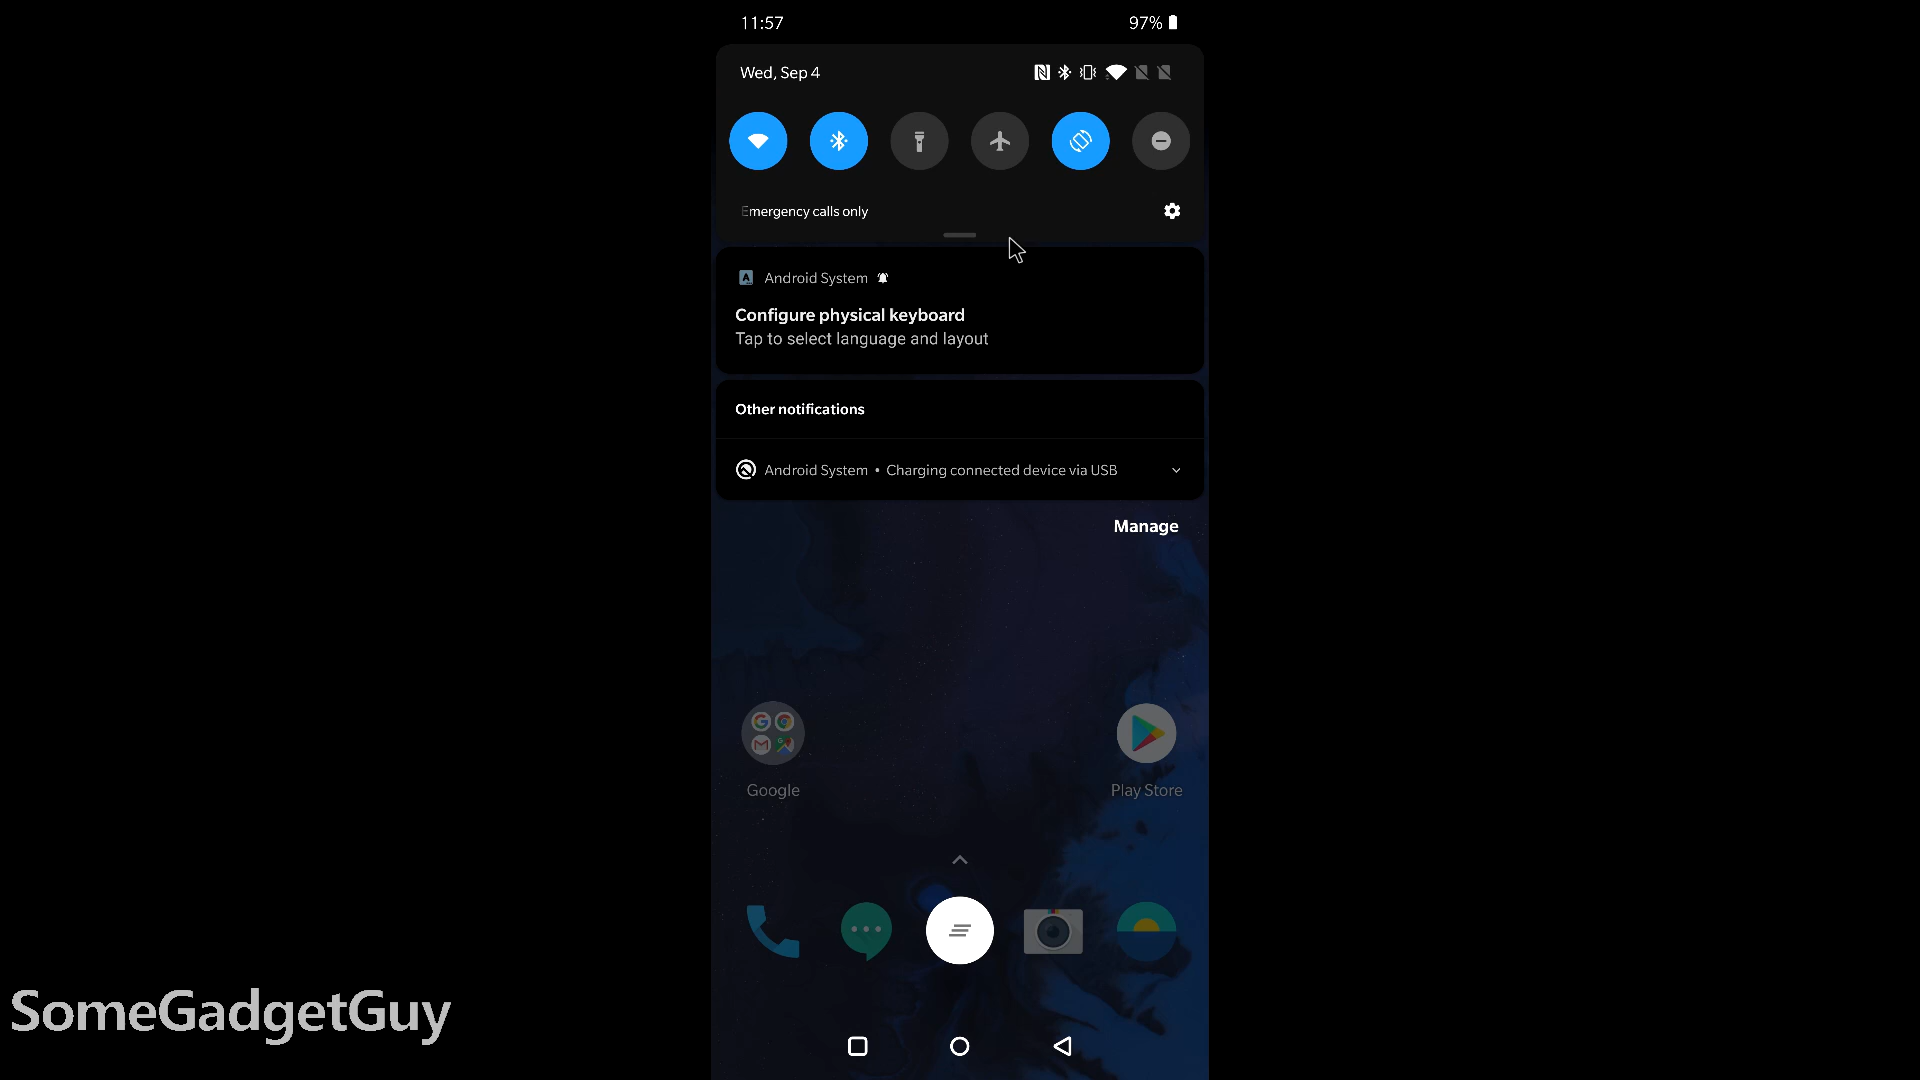 11:57
97%
Wed, Sep 4
Emergency calls only
Android System
Configure physical keyboard
Tap to select language and layout
Other notifications
Android System • Charging connected device via USB
Manage
Google
Play Store
SomeGadgetGuy